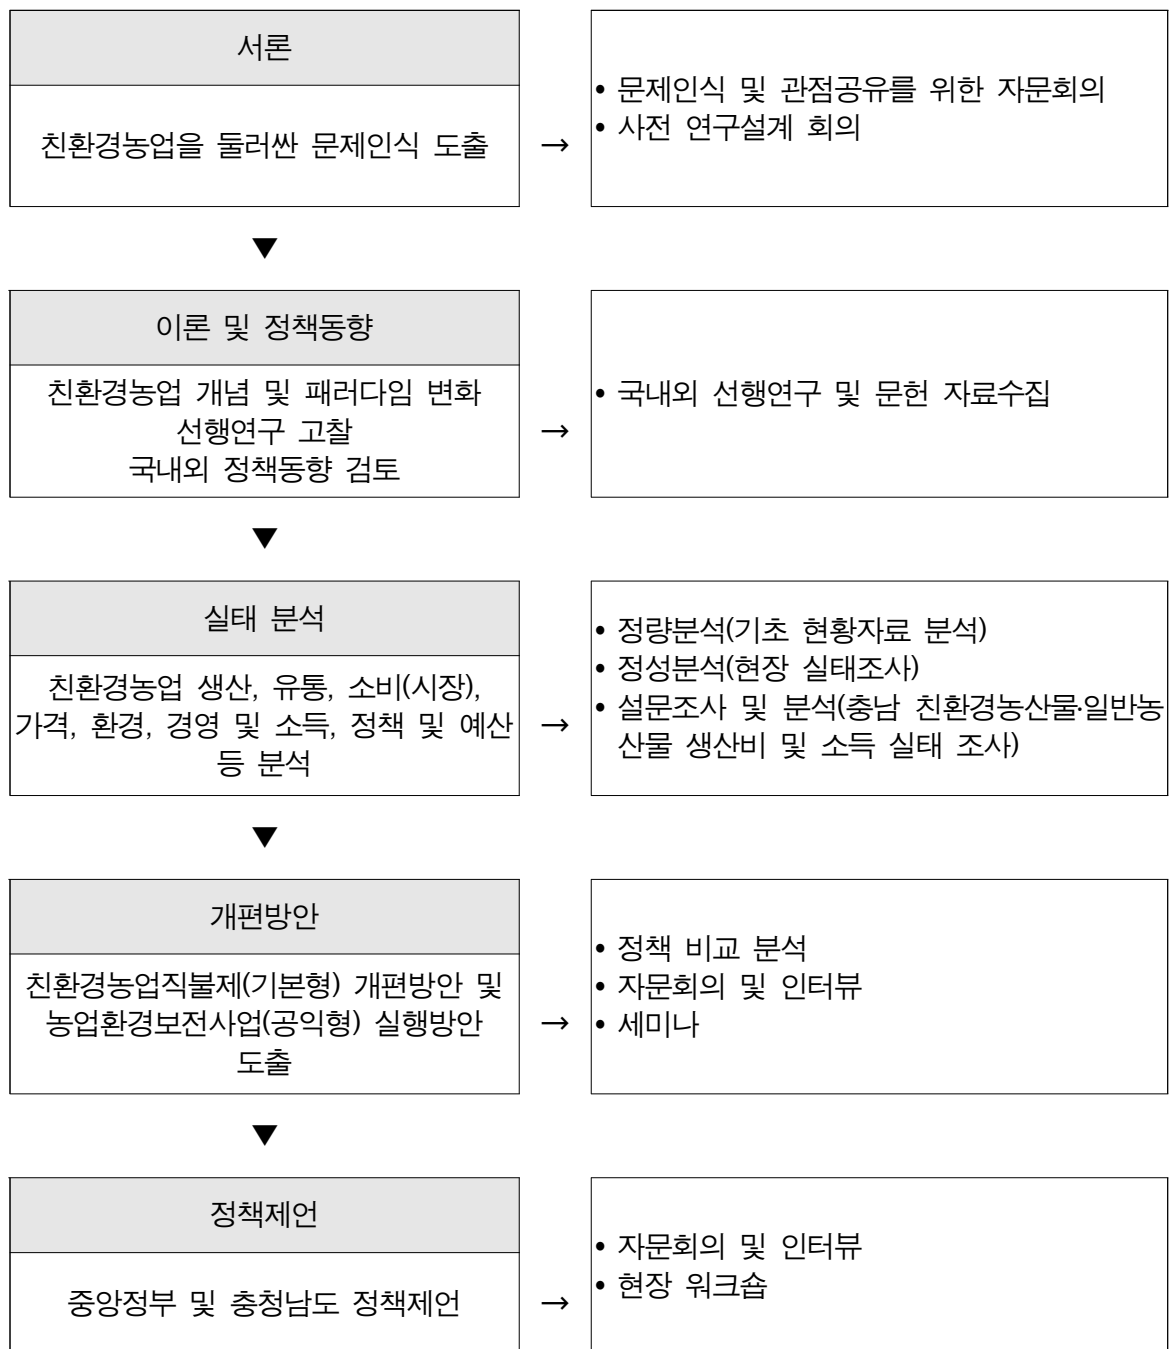 서론
친환경농업을 둘러싼 문제인식 도출
→
• 문제인식 및 관점공유를 위한 자문회의
• 사전 연구설계 회의
▼
이론 및 정책동향
친환경농업 개념 및 패러다임 변화
선행연구 고찰
국내외 정책동향 검토
→
• 국내외 선행연구 및 문헌 자료수집
▼
실태 분석
친환경농업 생산, 유통, 소비(시장),
가격, 환경, 경영 및 소득, 정책 및 예산
등 분석
→
• 정량분석(기초 현황자료 분석)
• 정성분석(현장 실태조사)
• 설문조사 및 분석(충남 친환경농산물·일반농
산물 생산비 및 소득 실태 조사)
▼
개편방안
친환경농업직불제(기본형) 개편방안 및
농업환경보전사업(공익형) 실행방안
도출
→
• 정책 비교 분석
• 자문회의 및 인터뷰
• 세미나
▼
정책제언
중앙정부 및 충청남도 정책제언
→
• 자문회의 및 인터뷰
• 현장 워크숍